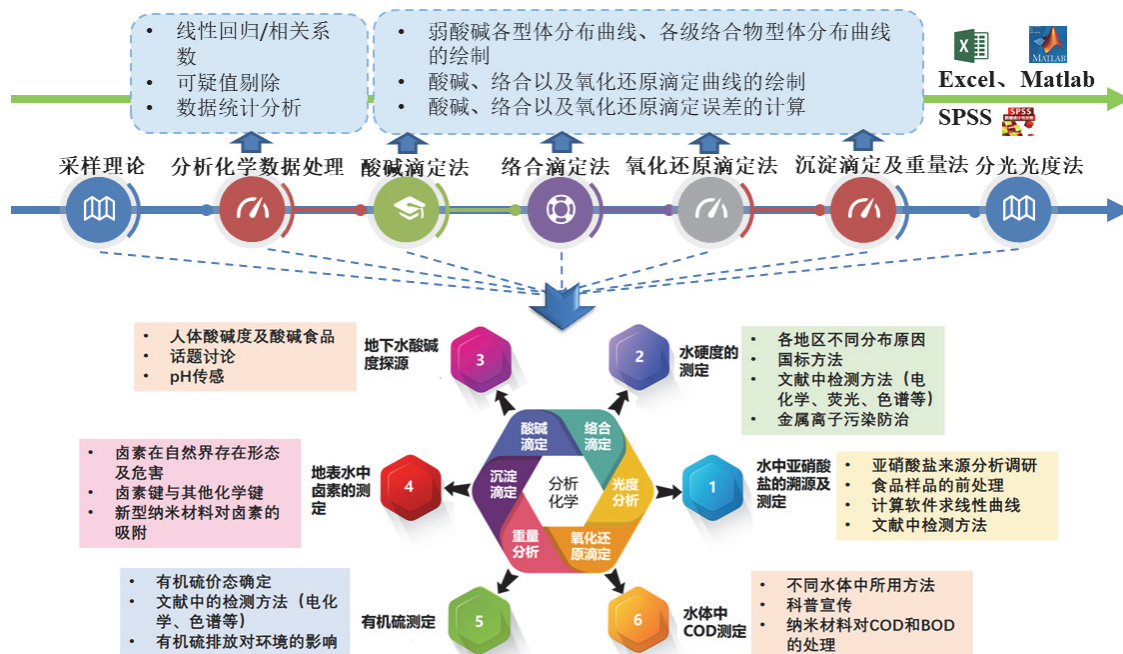 • 线性回归/相关系
数
• 可疑值剔除
• 数据统计分析
• 弱酸碱各型体分布曲线、各级络合物型体分布曲线
的绘制
• 酸碱、络合以及氧化还原滴定曲线的绘制
• 酸碱、络合以及氧化还原滴定误差的计算
MATLAB
Excel、Matlab
SPSS
SPSS
采样理论
分析化学数据处理
酸碱滴定法
络合滴定法
氧化还原滴定法
沉淀滴定及重量法
分光光度法
• 人体酸碱度及酸碱食品
• 话题讨论
• pH传感
地下水酸碱
度探源
3
2
水硬度的
测定
• 各地区不同分布原因
• 国标方法
• 文献中检测方法（电
化学、荧光、色谱等）
• 金属离子污染防治
• 卤素在自然界存在形态
及危害
• 卤素键与其他化学键
• 新型纳米材料对卤素的
吸附
地表水中
卤素的测
定
4
酸碱
滴定
络合
滴定
沉淀
滴定
分析
化学
光度
分析
重量
分析
氧化还
原滴定
1
水中亚硝酸
盐的溯源及
测定
• 亚硝酸盐来源分析调研
• 食品样品的前处理
• 计算软件求线性曲线
• 文献中检测方法
• 有机硫价态确定
• 文献中的检测方法（电化
学、色谱等）
• 有机硫排放对环境的影响
有机硫测定
5
6
水体中
COD测定
• 不同水体中所用方法
• 科普宣传
• 纳米材料对COD和BOD
的处理